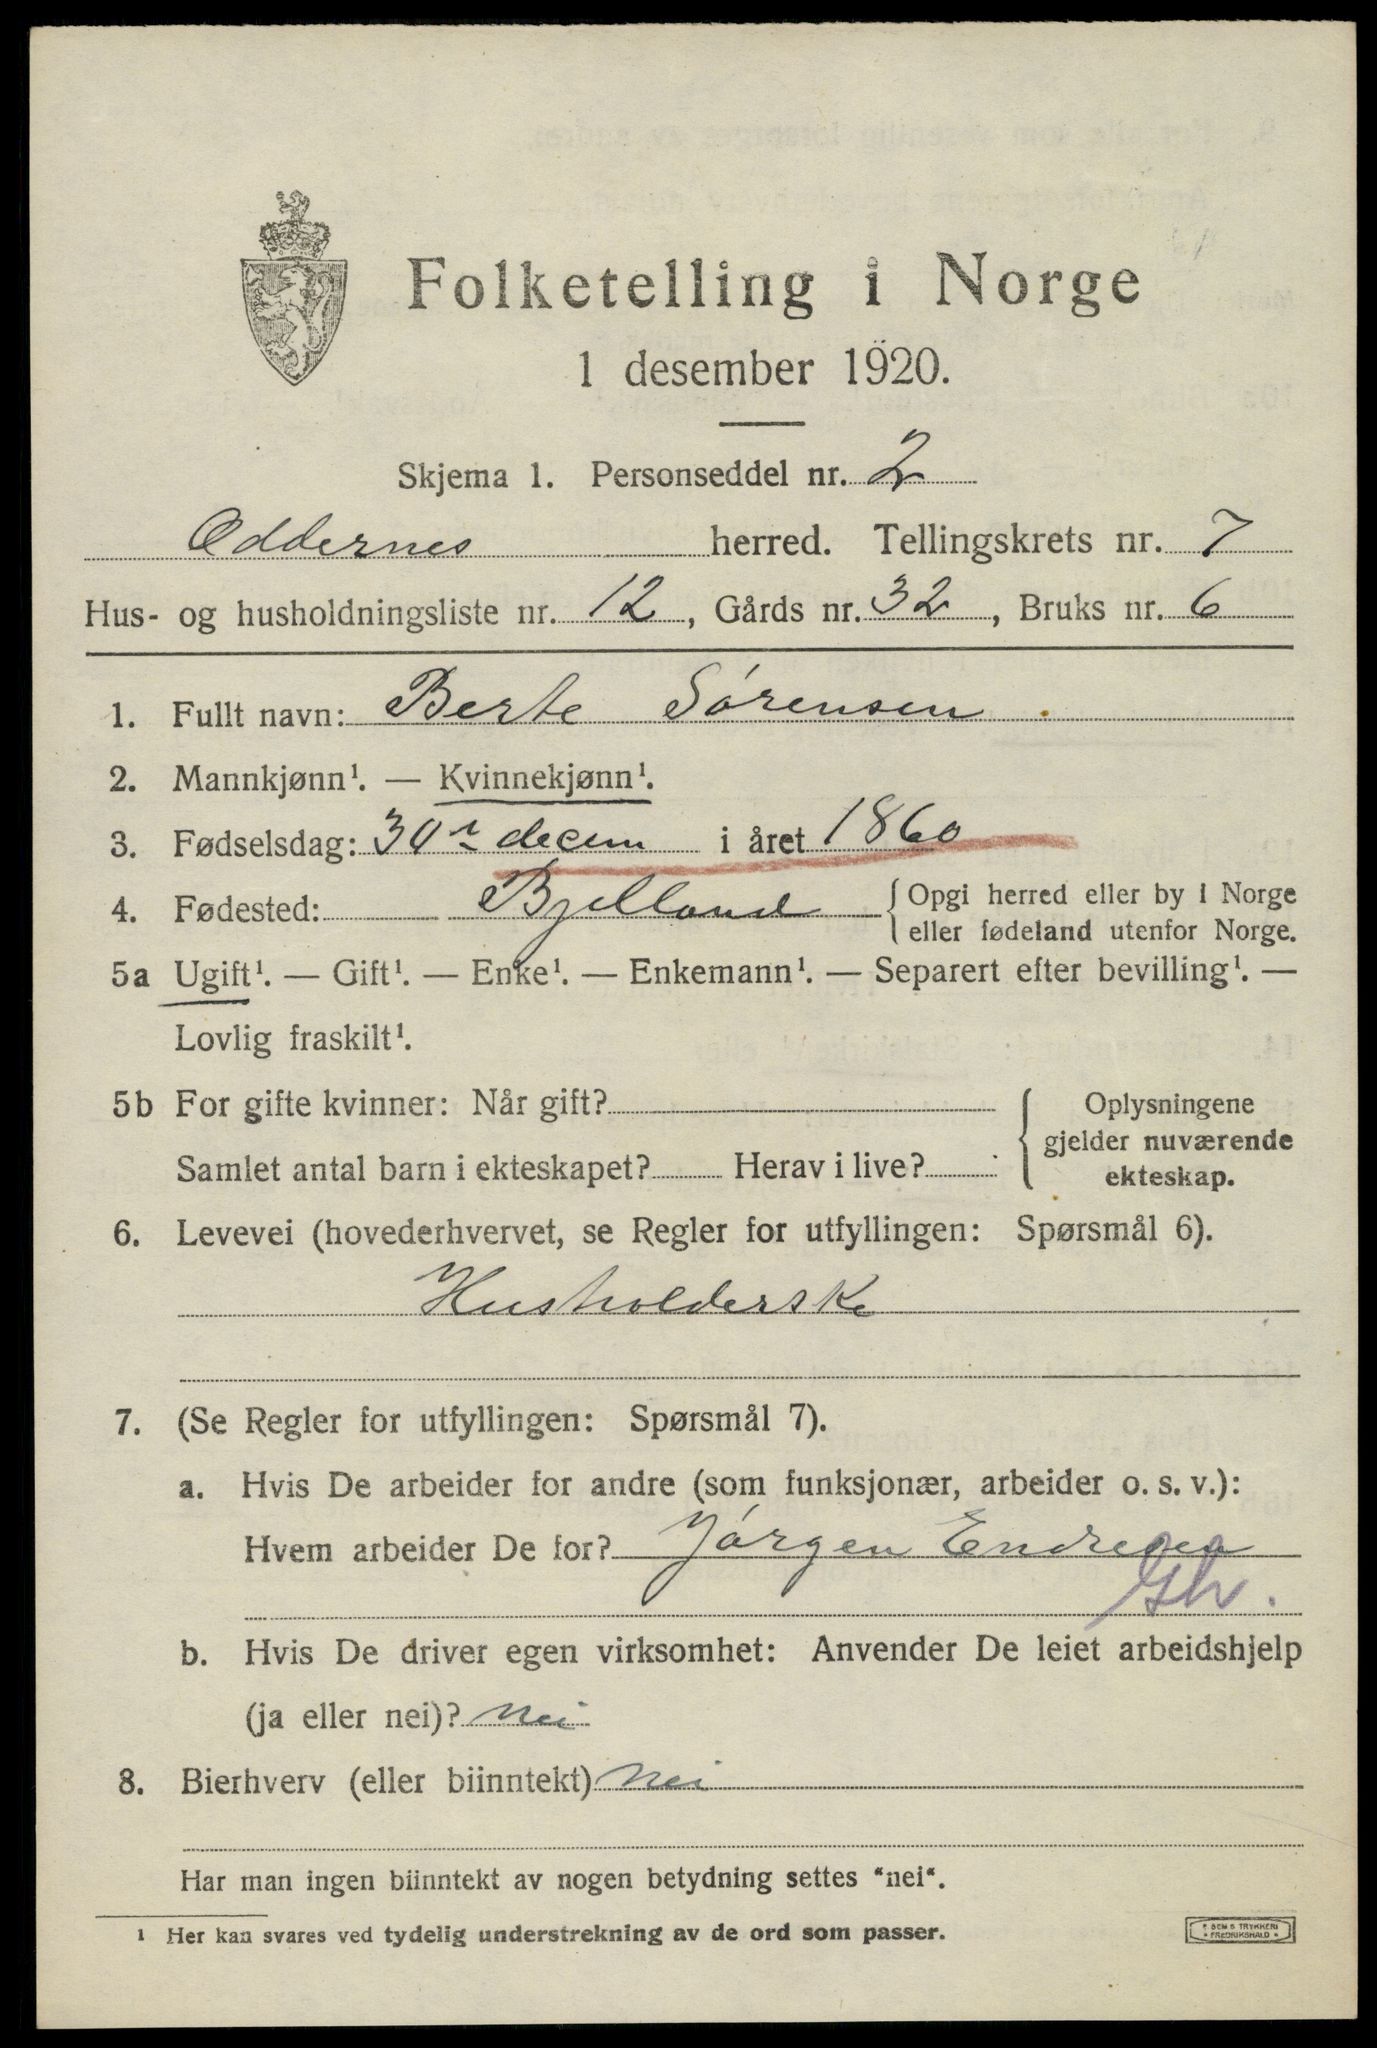 Folketelling i Norge
1 desember 1920.
Skjema 1. Personseddel nr. 2
Oddernes herred. Tellingskrets nr. 7
Hus- og husholdningsliste nr. 12, Gårds nr. 32, Bruks nr. 6
1. Fullt navn: Berte Sørensen
2. Mannkjønn¹. — Kvinnekjønn¹.
3. Fødselsdag: 30 decem i året 1860
4. Fødested: Bjelland { Opgi herred eller by i Norge
eller fødeland utenfor Norge.
5a Ugift¹. — Gift¹. — Enke¹. — Enkemann¹. — Separert efter bevilling¹. —
Lovlig fraskilt¹.
5b For gifte kvinner: Når gift? { Oplysningene
gjelder nuværende
Samlet antal barn i ekteskapet? Herav i live? ekteskap.
6. Levevei (hovederhvervet, se Regler for utfyllingen: Spørsmål 6).
Husholderske
7. (Se Regler for utfyllingen: Spørsmål 7).
a. Hvis De arbeider for andre (som funksjonær, arbeider o. s. v.):
Hvem arbeider De for? Jørgen Endresen
Gh.
b. Hvis De driver egen virksomhet: Anvender De leiet arbeidshjelp
(ja eller nei)? nei
8. Bierhverv (eller biinntekt) Nei
Har man ingen biinntekt av nogen betydning settes “nei“.
¹ Her kan svares ved tydelig understrekning av de ord som passer.
SEM & TRYKKERI
FREDRIKSHALD